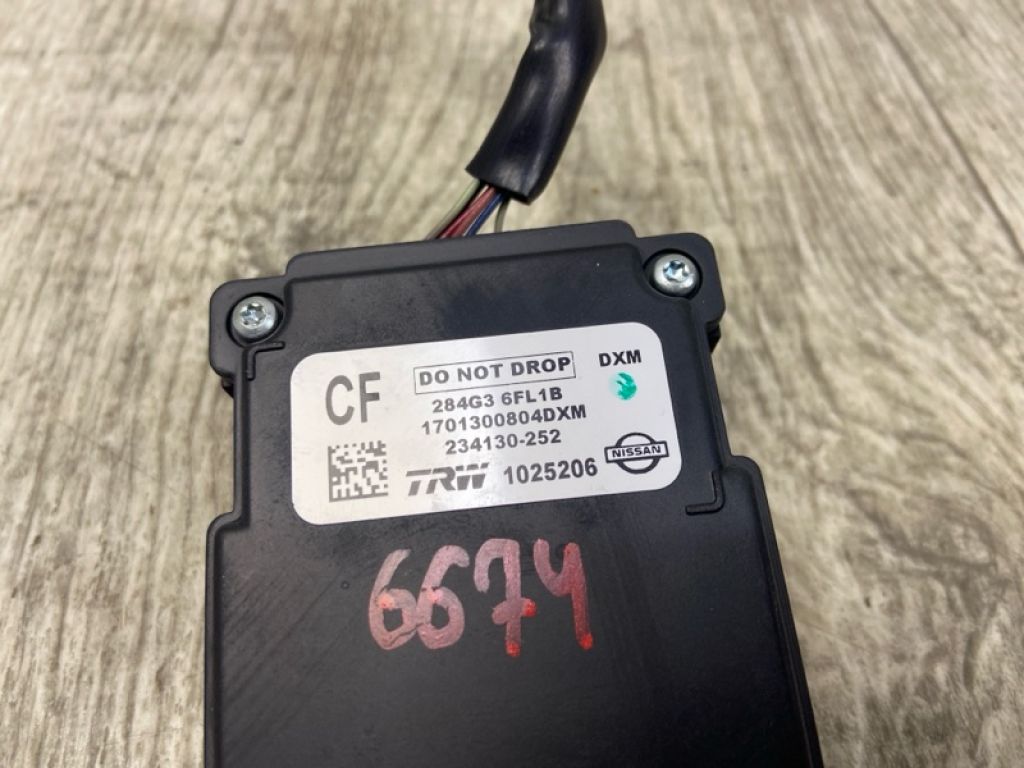 CF
DO NOT DROP
DXM
284G3 6FL1B
1701300804DXM
234130-252
TRW 1025206
NISSAN
6674